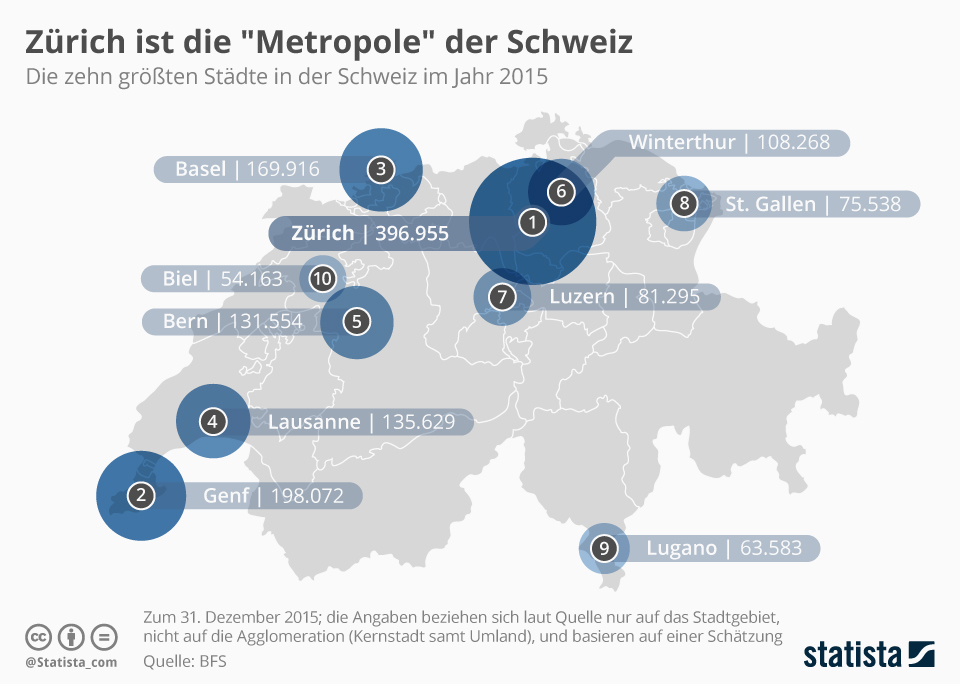 Zürich ist die "Metropole" der Schweiz
Die zehn größten Städte in der Schweiz im Jahr 2015
Winterthur | 108.268
Basel | 169.916
3
6
8
St. Gallen | 75.538
1
Zürich | 396.955
Biel | 54.163
10
7
Luzern | 81.295
Bern | 131.554
5
4
Lausanne | 135.629
2
Genf | 198.072
9
Lugano | 63.583
Zum 31. Dezember 2015; die Angaben beziehen sich laut Quelle nur auf das Stadtgebiet,
nicht auf die Agglomeration (Kernstadt samt Umland), und basieren auf einer Schätzung
cc
@Statista_com
Quelle: BFS
statista